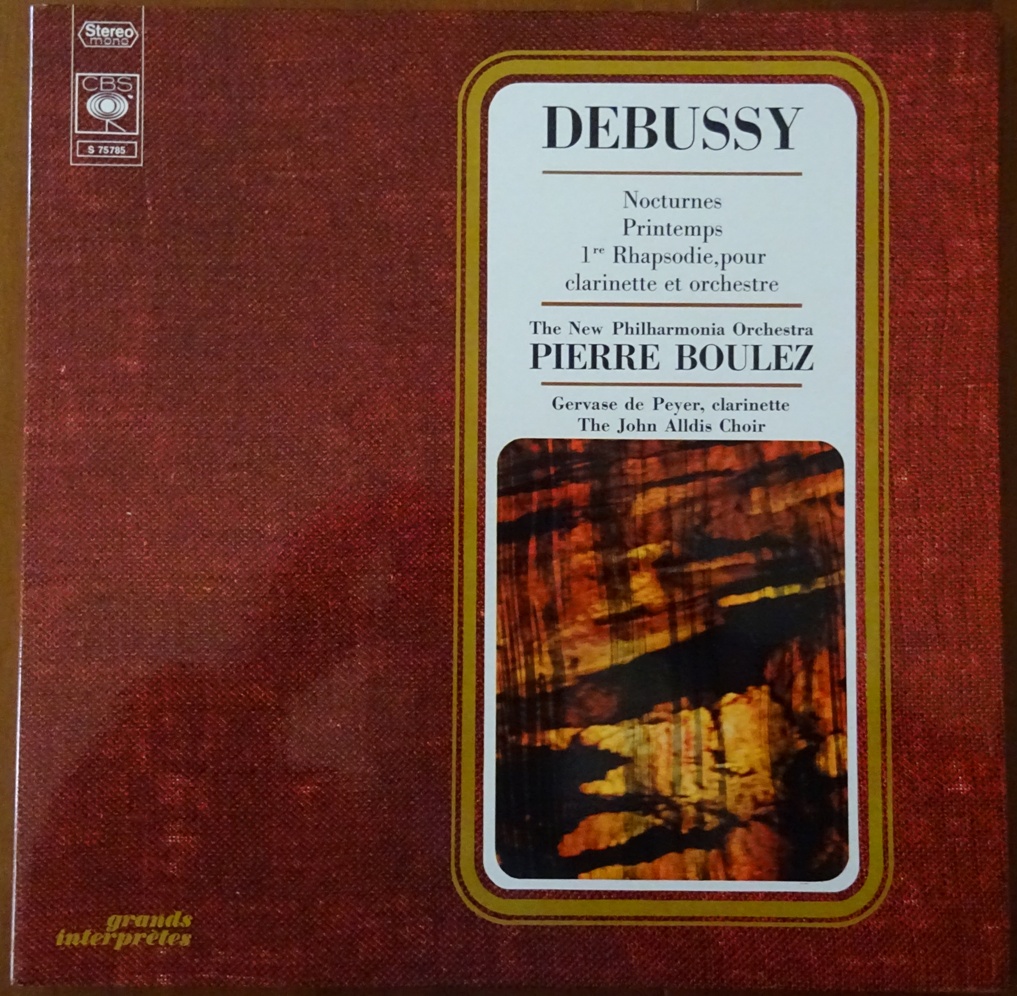 Stereo
mono
CBS
S 75785
DEBUSSY
Nocturnes
Printemps
1re Rhapsodie,pour
clarinette et orchestre
The New Philharmonia Orchestra
PIERRE BOULEZ
Gervase de Peyer, clarinette
The John Alldis Choir
grands
interprètes